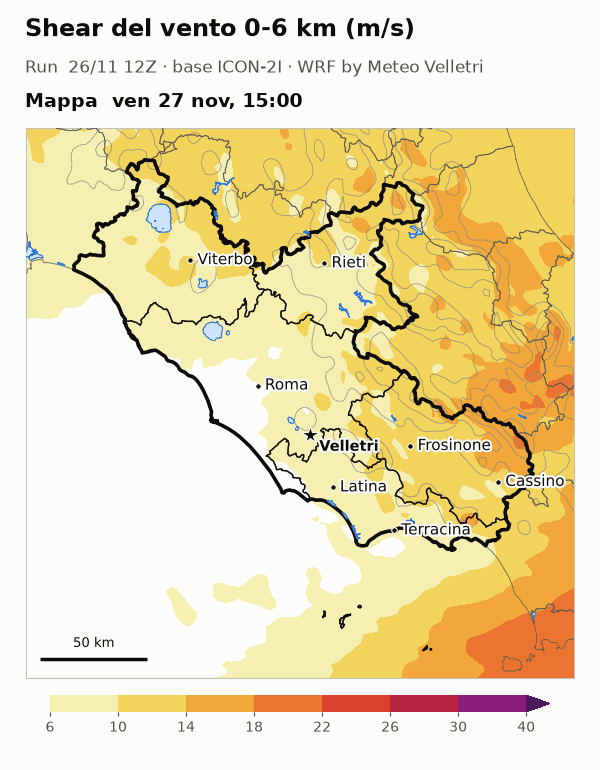 Shear del vento 0-6 km (m/s)
Run  26/11 12Z · base ICON-2I · WRF by Meteo Velletri
Mappa  ven 27 nov, 15:00
Viterbo
Rieti
Roma
Velletri
Frosinone
Cassino
Latina
Terracina
50 km
6 10 14 18 22 26 30 40